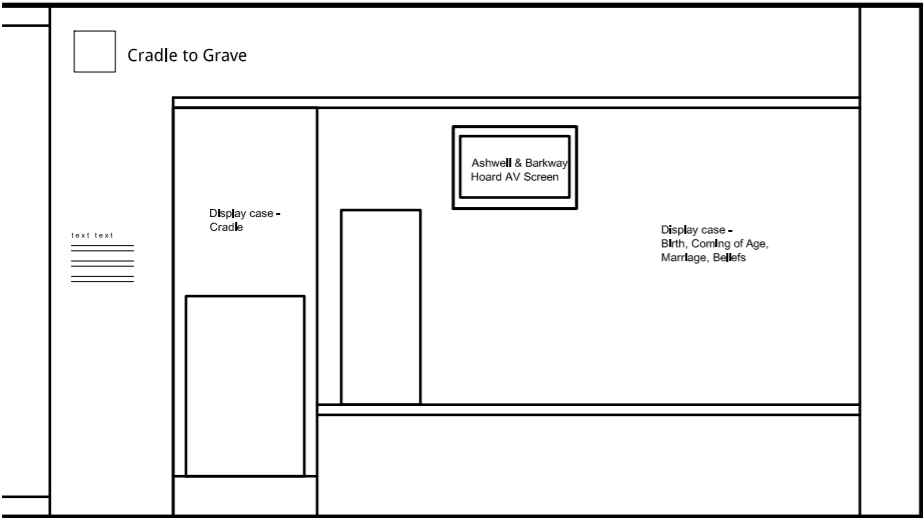 Cradle to Grave
Ashwell & Barkway
Hoard AV Screen
Display case -
Cradle
text text
Display case -
Birth, Coming of Age,
Marriage, Beliefs